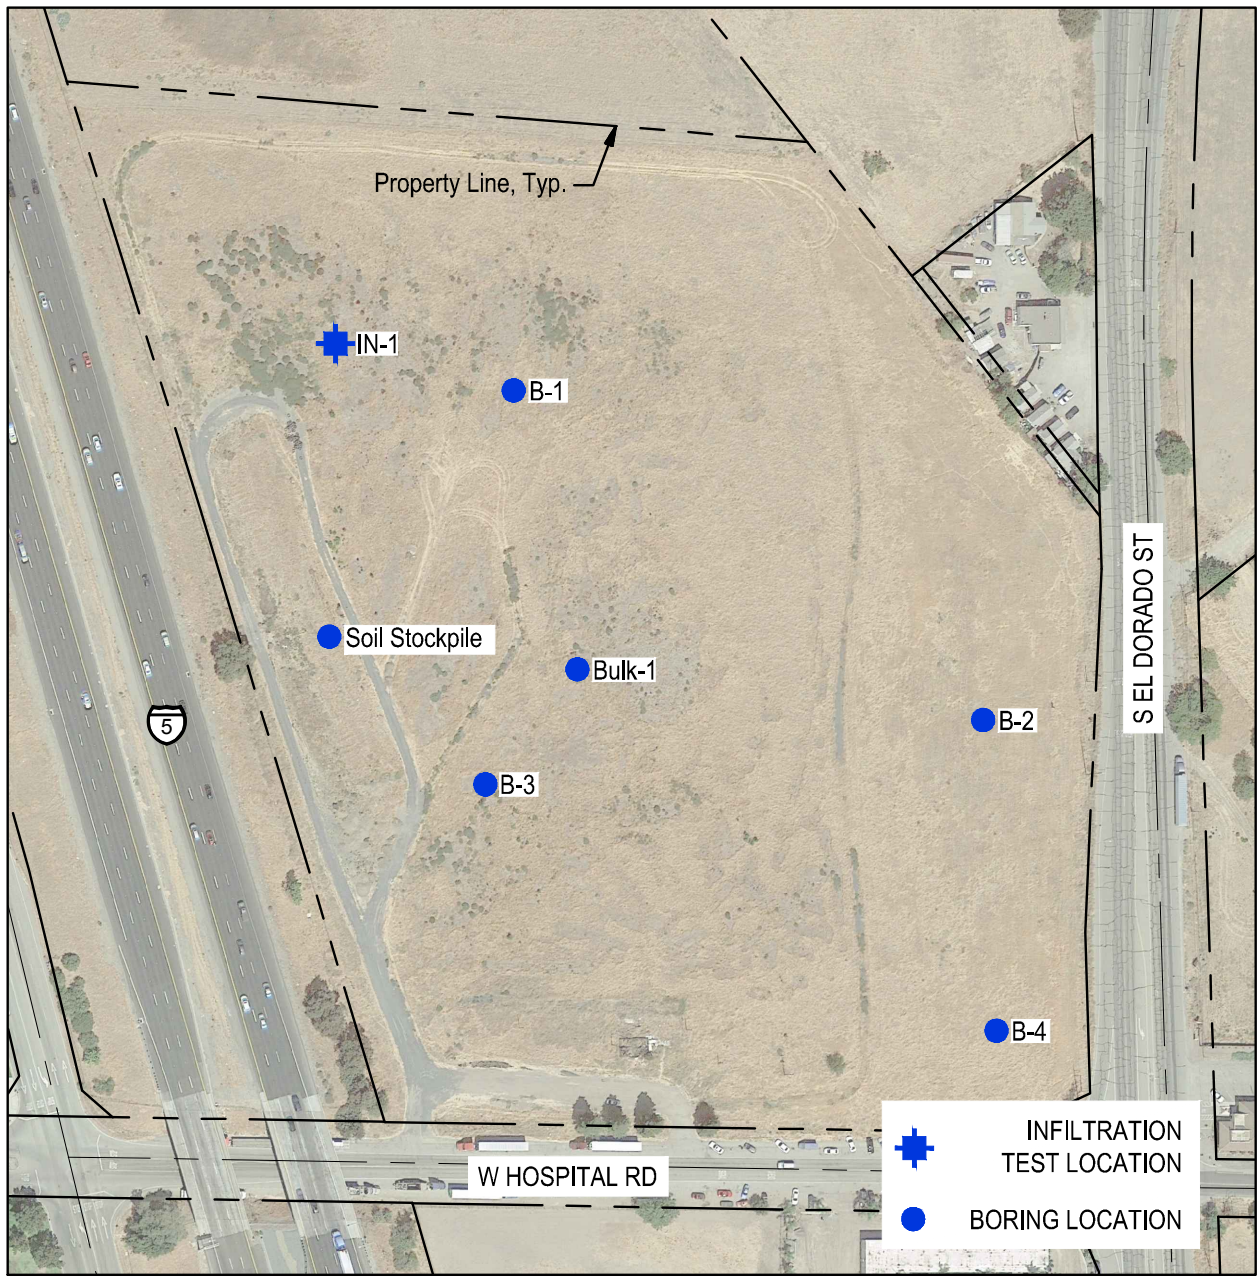 Property Line, Typ.
IN-1
B-1
S EL DORADO ST
Soil Stockpile
Bulk-1
5
B-2
B-3
B-4
INFILTRATION
TEST LOCATION
W HOSPITAL RD
BORING LOCATION